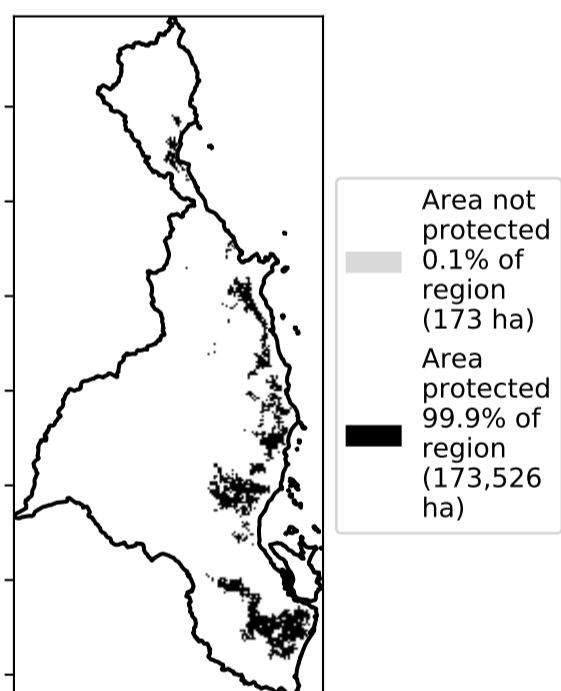 Area not
protected
0.1% of
region
(173 ha)
Area
protected
99.9% of
region
(173,526
ha)